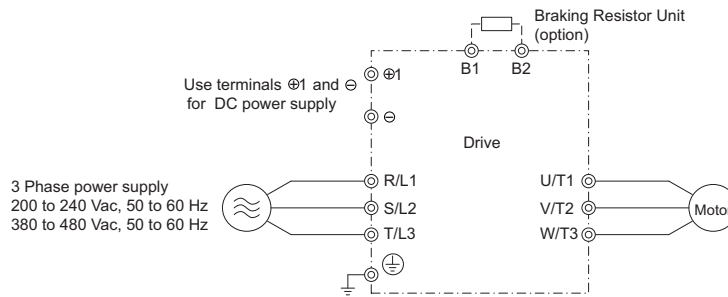 Braking Resistor Unit
(option)
B1 B2
⊕1
Use terminals ⊕1 and ⊖
for DC power supply
⊖
Drive
3 Phase power supply
200 to 240 Vac, 50 to 60 Hz
380 to 480 Vac, 50 to 60 Hz
R/L1
S/L2
T/L3
U/T1
V/T2
W/T3
Motor